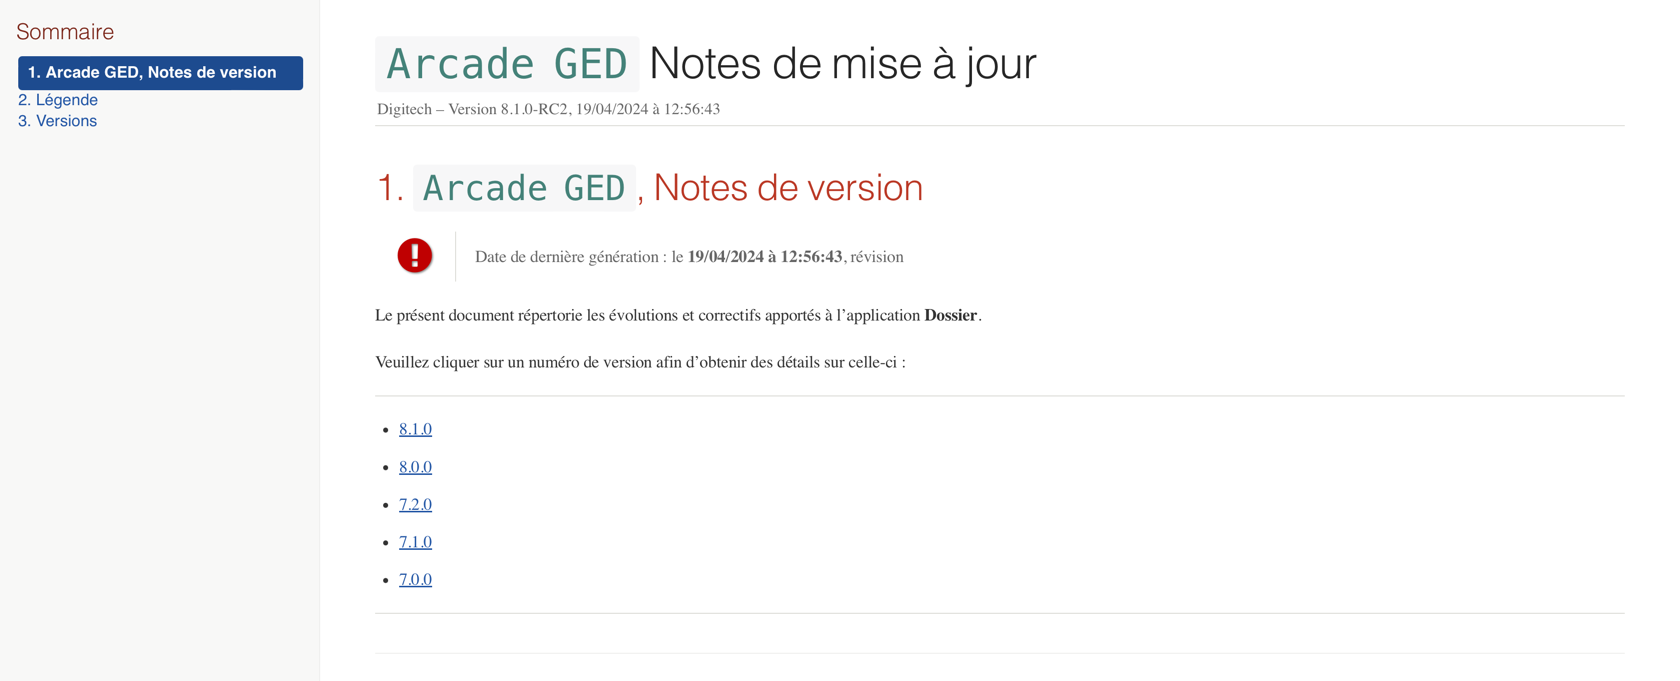 Sommaire
1. Arcade GED, Notes de version
2. Légende
3. Versions
Arcade GED Notes de mise à jour
Digitech – Version 8.1.0-RC2, 19/04/2024 à 12:56:43
1. Arcade GED, Notes de version
Date de dernière génération : le 19/04/2024 à 12:56:43, révision
Le présent document répertorie les évolutions et correctifs apportés à l’application Dossier.
Veuillez cliquer sur un numéro de version afin d’obtenir des détails sur celle-ci :
8.1.0
8.0.0
7.2.0
7.1.0
7.0.0